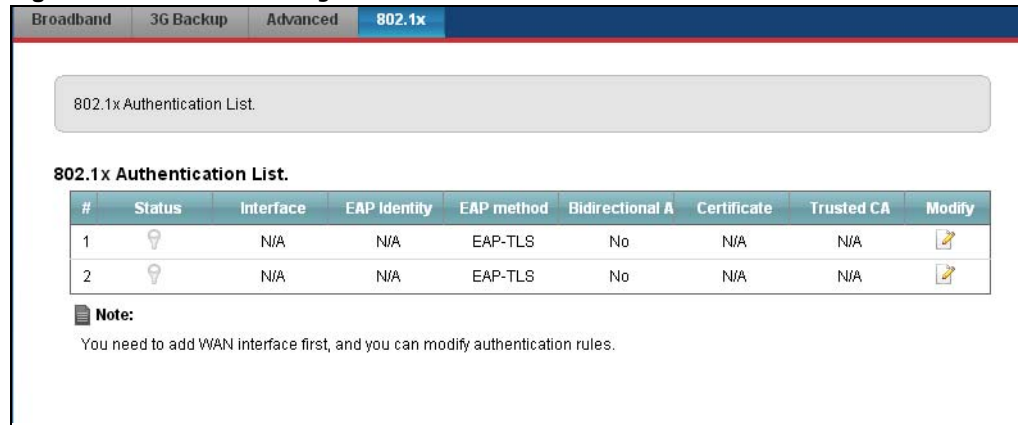 Broadband 3G Backup Advanced 802.1x
802.1x Authentication List.
802.1x Authentication List.
# Status Interface EAP Identity EAP method Bidirectional A Certificate Trusted CA Modify
1 N/A N/A EAP-TLS No N/A N/A
2 N/A N/A EAP-TLS No N/A N/A
Note:
You need to add WAN interface first, and you can modify authentication rules.